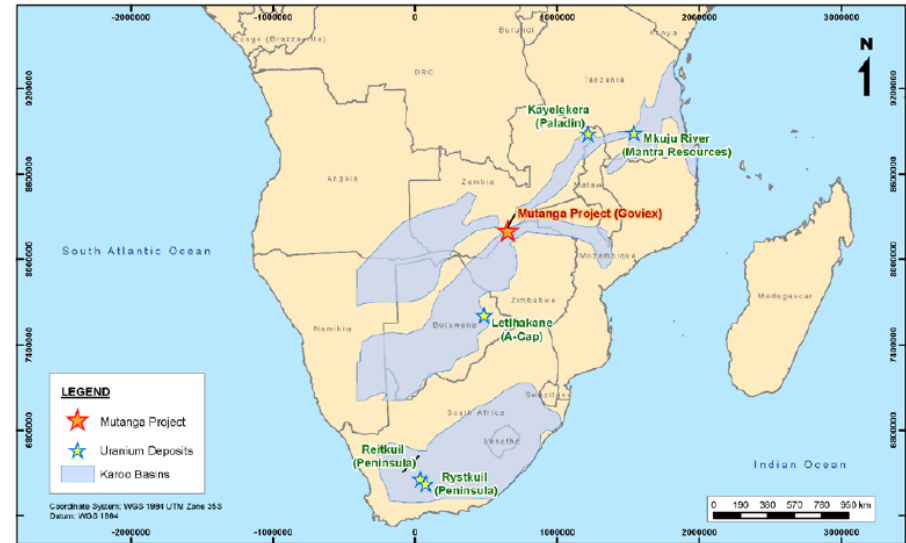 -2000000 -1000000 0 1000000 2000000 3000000
Congo (Brazzaville)
Burundi
Kenya
DRC
Tanzania
N
9200000
9200000
Kayelekera
(Paladin)
Mkuju River
(Mantra Resources)
8600000
8600000
Angola
Zambia
Malawi
Mutanga Project (Goviex)
South Atlantic Ocean
8000000
8000000
Mozambique
Madagascar
Zimbabwe
Namibia
Botswana
Letlhakane
(A-Cap)
7400000
7400000
LEGEND
Mutanga Project
Uranium Deposits
Karoo Basins
Swaziland
South Africa
Lesotho
6800000
6800000
Reitkuil
(Peninsula)
Rystkuil
(Peninsula)
Indian Ocean
Coordinate System: WGS 1984 UTM Zone 35S
Datum: WGS 1984
0 190 380 570 780 950 km
-2000000 -1000000 0 1000000 2000000 3000000